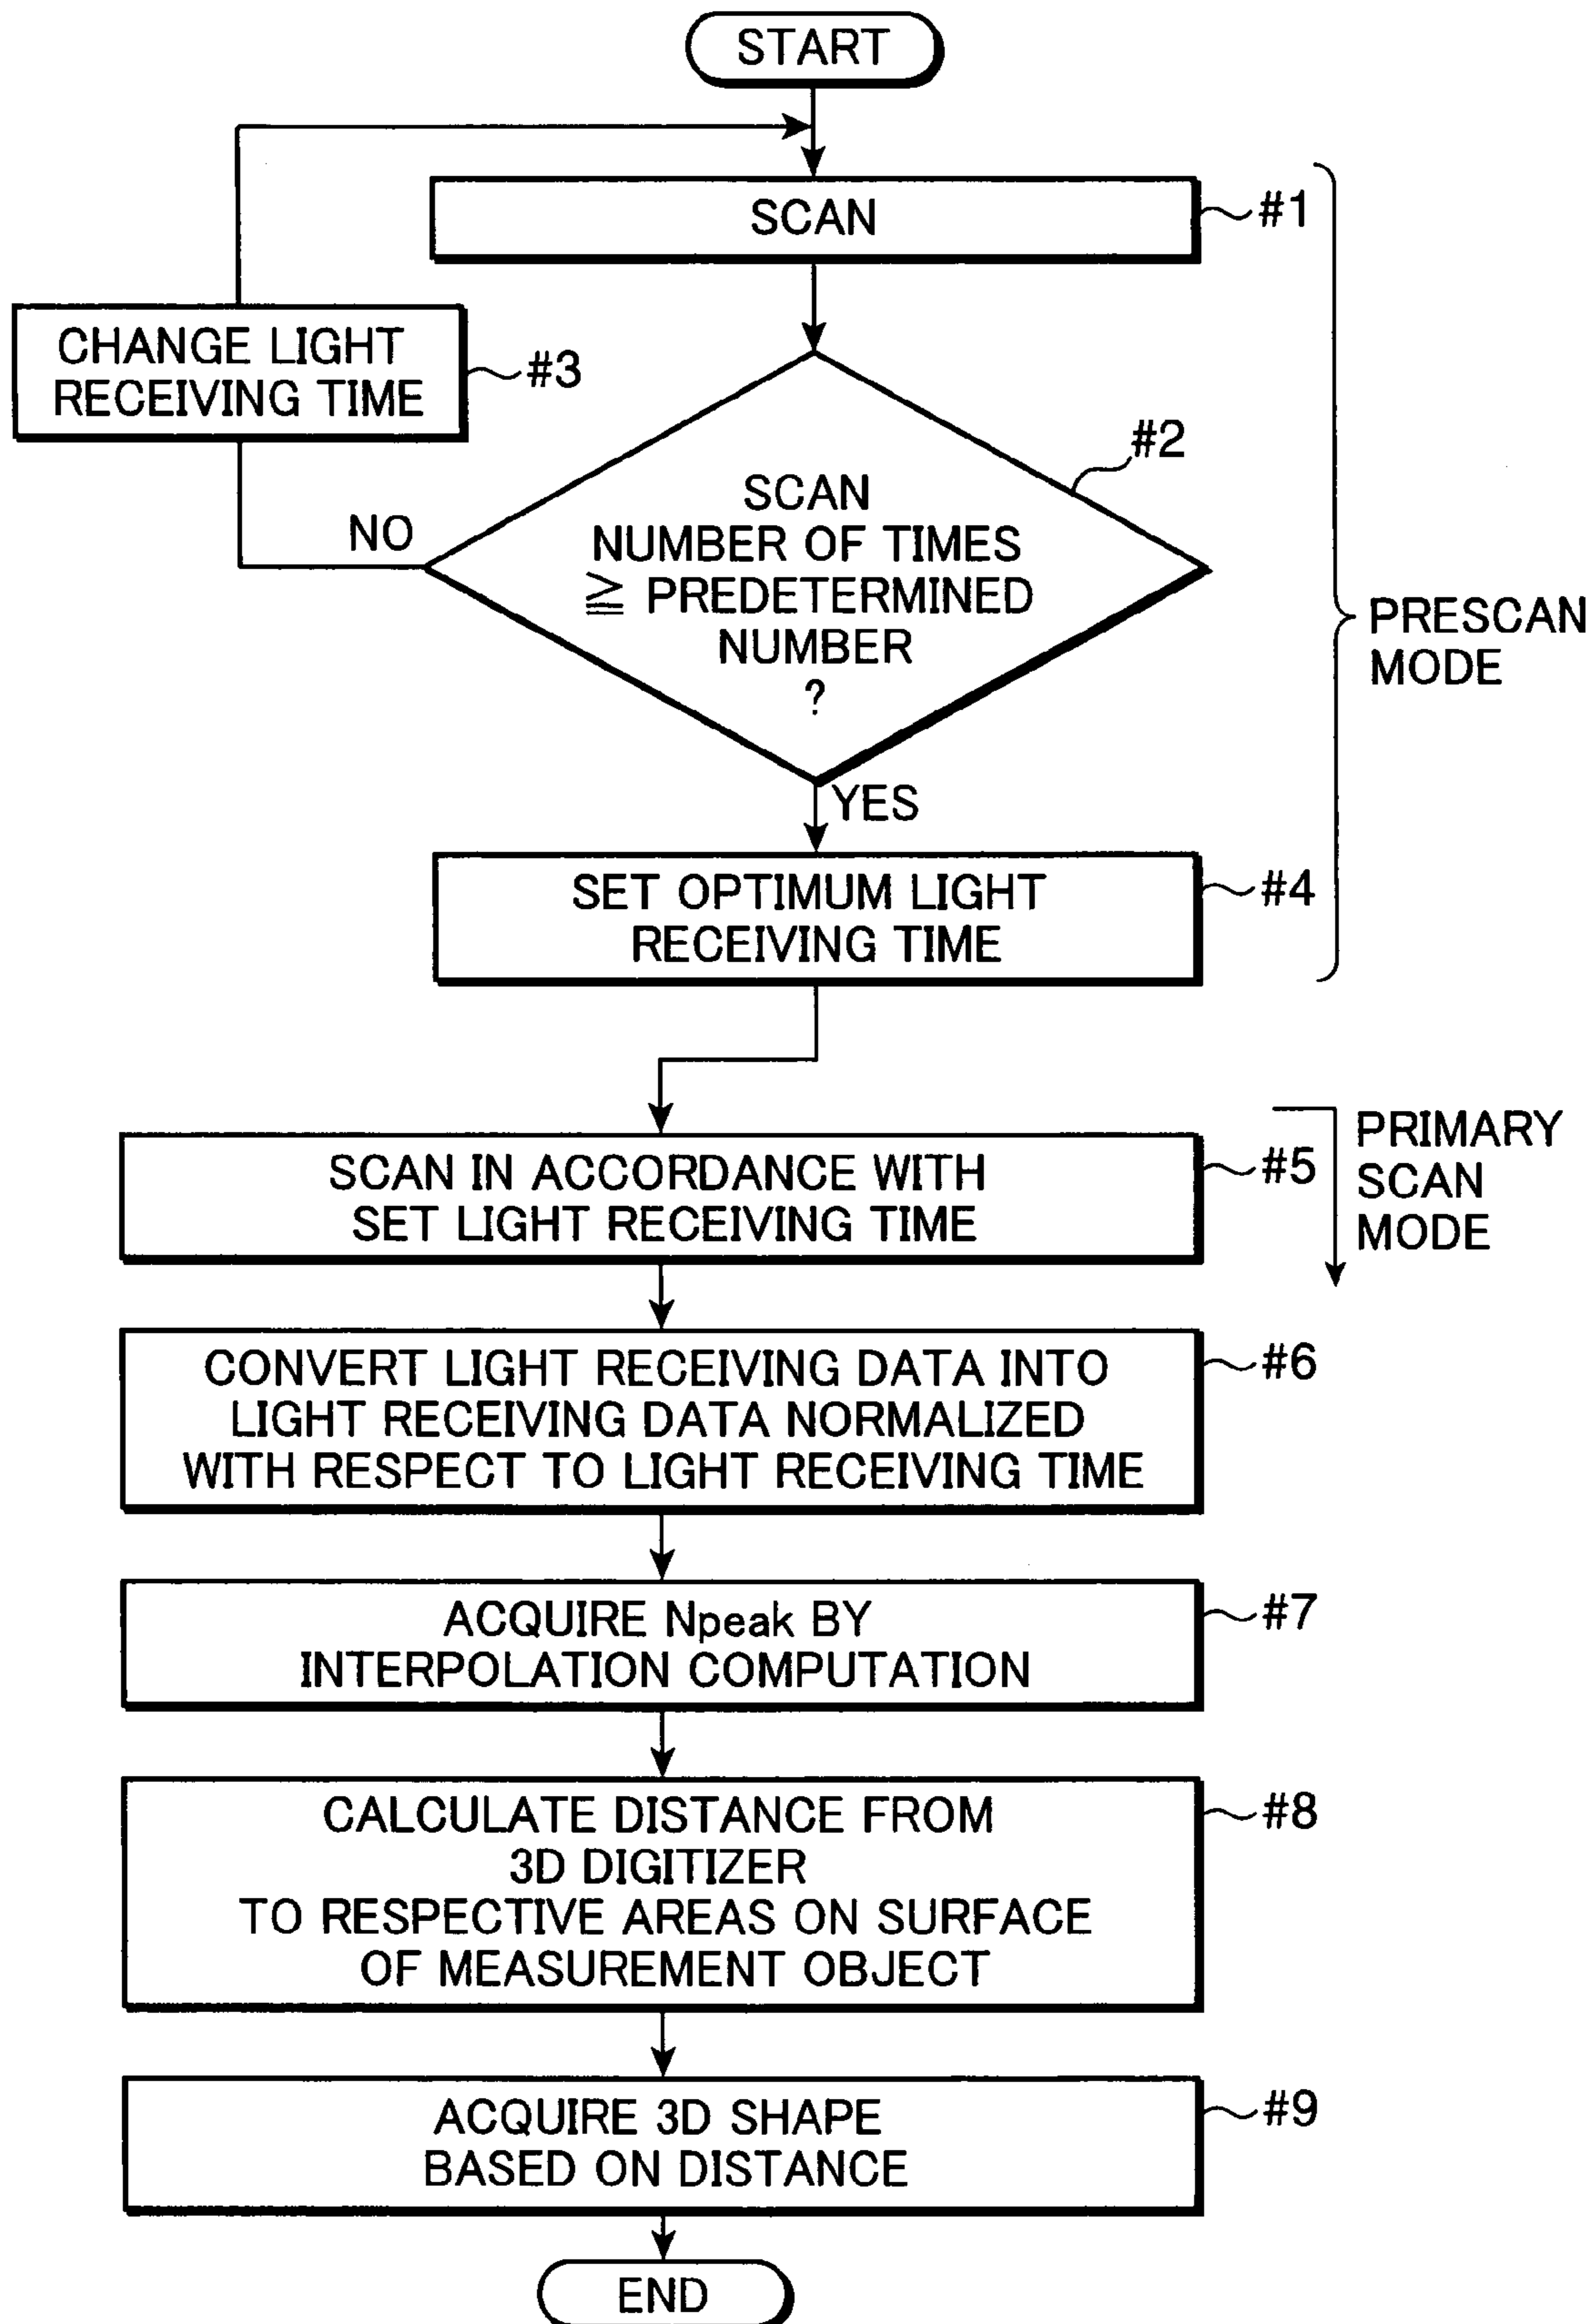 START
SCAN
#1
CHANGE LIGHT
RECEIVING TIME
#3
#2
SCAN
NUMBER OF TIMES
≧ PREDETERMINED
NUMBER
?
NO
YES
PRESCAN
MODE
SET OPTIMUM LIGHT
RECEIVING TIME
#4
SCAN IN ACCORDANCE WITH
SET LIGHT RECEIVING TIME
#5
PRIMARY
SCAN
MODE
CONVERT LIGHT RECEIVING DATA INTO
LIGHT RECEIVING DATA NORMALIZED
WITH RESPECT TO LIGHT RECEIVING TIME
#6
ACQUIRE Npeak BY
INTERPOLATION COMPUTATION
#7
CALCULATE DISTANCE FROM
3D DIGITIZER
TO RESPECTIVE AREAS ON SURFACE
OF MEASUREMENT OBJECT
#8
ACQUIRE 3D SHAPE
BASED ON DISTANCE
#9
END